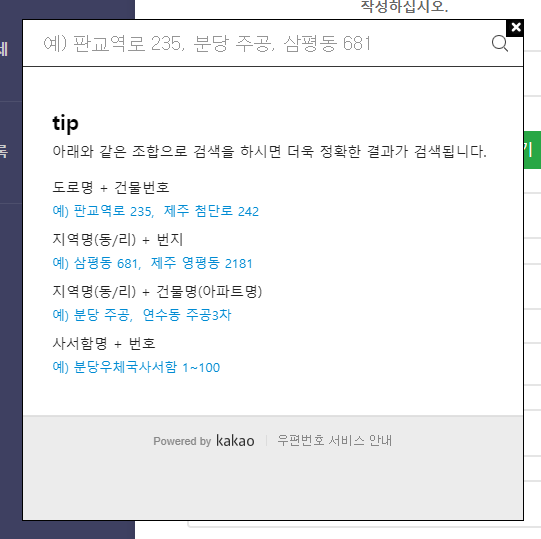 작성하십시오.
예) 판교역로 235, 분당 주공, 삼평동 681
기
tip
아래와 같은 조합으로 검색을 하시면 더욱 정확한 결과가 검색됩니다.
도로명 + 건물번호
예) 판교역로 235, 제주 첨단로 242
지역명(동/리) + 번지
예) 삼평동 681, 제주 영평동 2181
지역명(동/리) + 건물명(아파트명)
예) 분당 주공, 연수동 주공3차
사서함명 + 번호
예) 분당우체국사서함 1~100
Powered by kakao 우편번호 서비스 안내